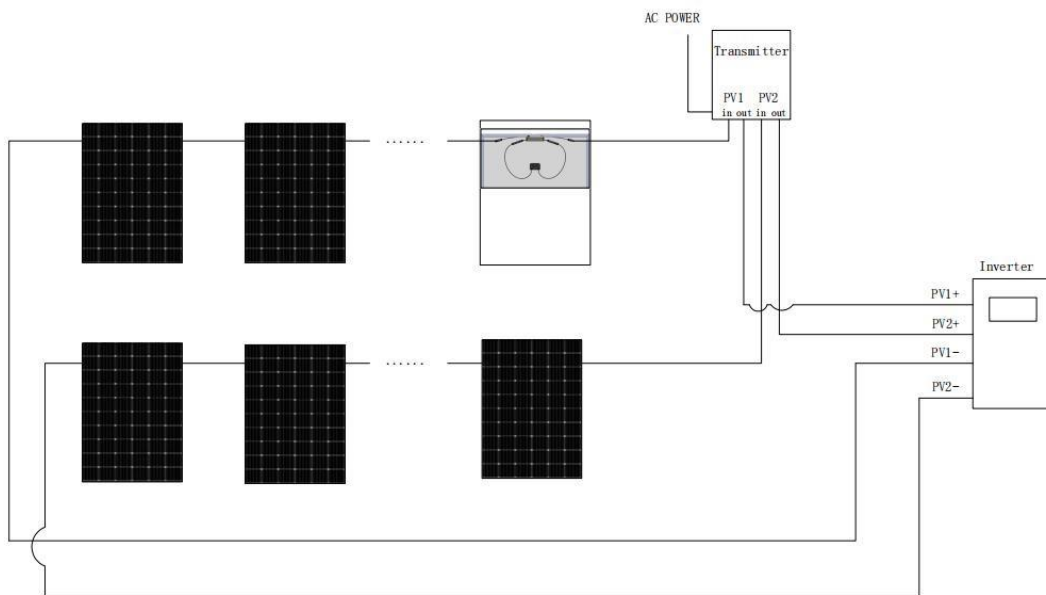 AC POWER
Transmitter
PV1 PV2
in out in out
......
Inverter
PV1+
PV2+
PV1-
PV2-
......